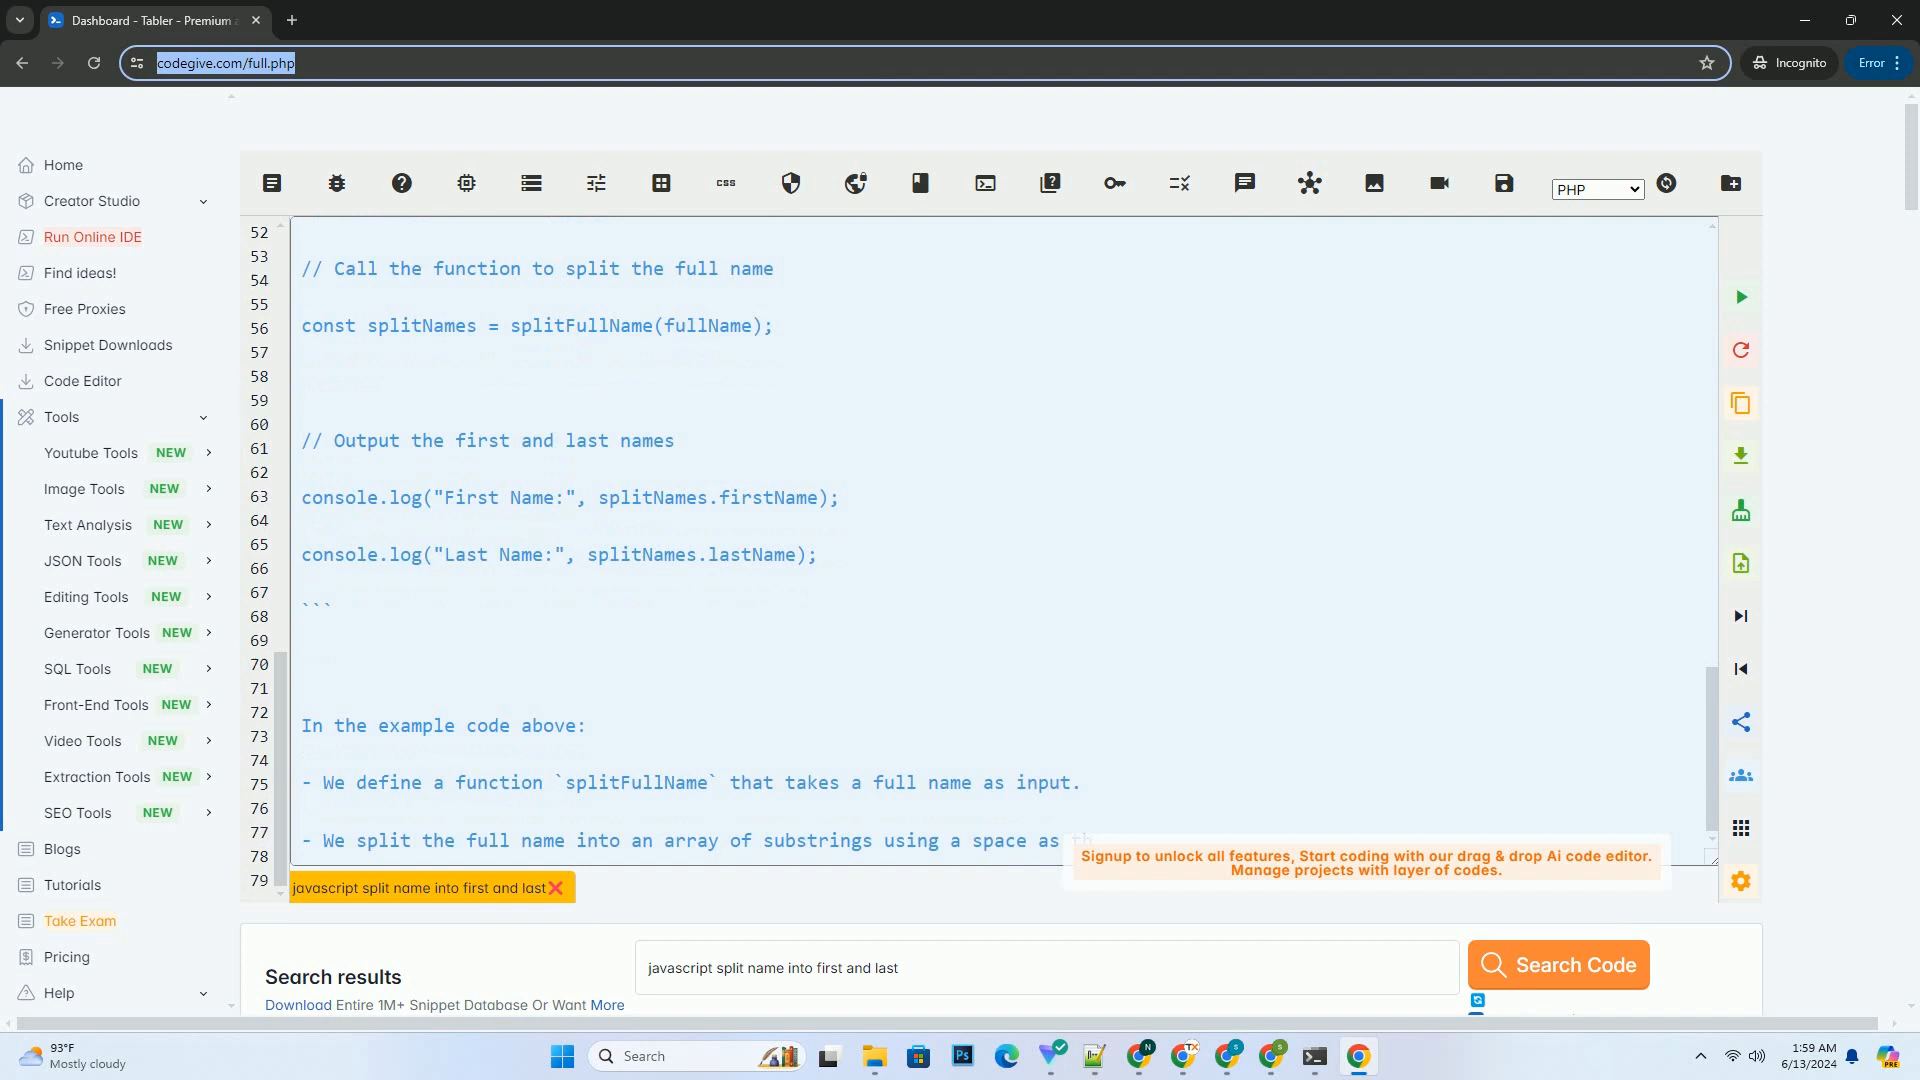 Dashboard - Tabler - Premium
codegive.com/full.php
Incognito
Error
Home
Creator Studio
Run Online IDE
Find ideas!
Free Proxies
Snippet Downloads
Code Editor
Tools
Youtube Tools NEW
Image Tools NEW
Text Analysis NEW
JSON Tools NEW
Editing Tools NEW
Generator Tools NEW
SQL Tools NEW
Front-End Tools NEW
Video Tools NEW
Extraction Tools NEW
SEO Tools NEW
Blogs
Tutorials
Take Exam
Pricing
Help
CSS
PHP
52
53
54
55
56
57
58
59
60
61
62
63
64
65
66
67
68
69
70
71
72
73
74
75
76
77
78
79
// Call the function to split the full name
const splitNames = splitFullName(fullName);
// Output the first and last names
console.log("First Name:", splitNames.firstName);
console.log("Last Name:", splitNames.lastName);
```
In the example code above:
- We define a function `splitFullName` that takes a full name as input.
- We split the full name into an array of substrings using a space as th
Signup to unlock all features, Start coding with our drag & drop Ai code editor.
Manage projects with layer of codes.
javascript split name into first and last
Search results
javascript split name into first and last
Search Code
Download Entire 1M+ Snippet Database Or Want More
93°F
Mostly cloudy
Search
1:59 AM
6/13/2024